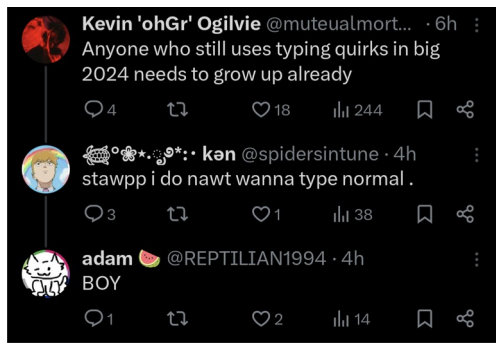 Kevin 'ohGr' Ogilvie @muteualmort... · 6h
Anyone who still uses typing quirks in big
2024 needs to grow up already
4 18 244
𓆉°❀⋆.ೃ࿔*:･ kən @spidersintune · 4h
stawpp i do nawt wanna type normal .
3 1 38
adam 🍉 @REPTILIAN1994 · 4h
BOY
1 2 14